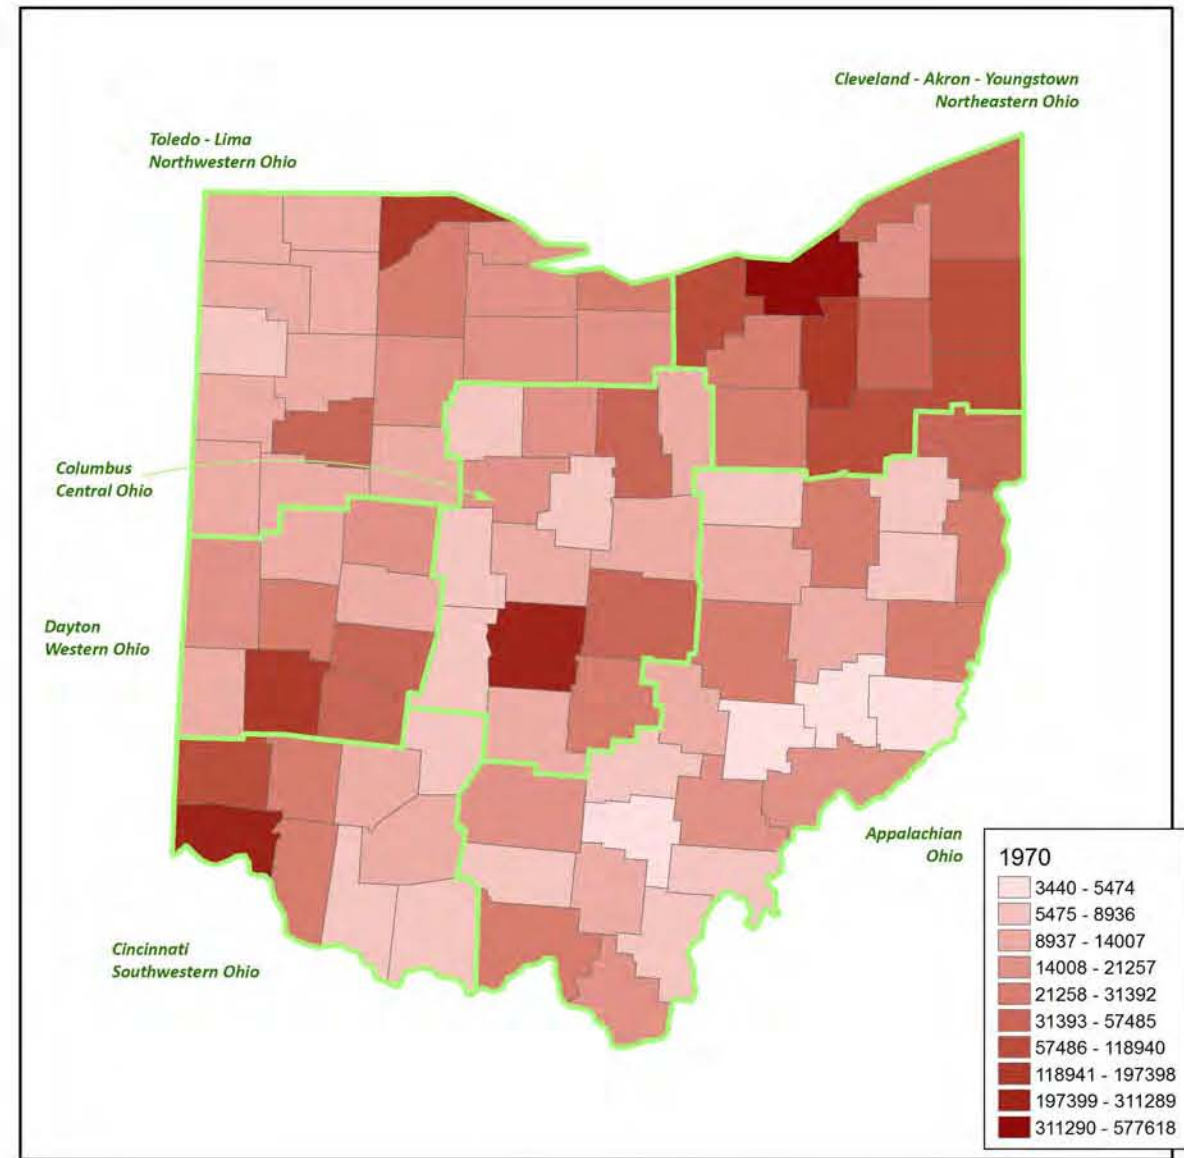 Cleveland - Akron - Youngstown
Northeastern Ohio
Toledo - Lima
Northwestern Ohio
Columbus
Central Ohio
Dayton
Western Ohio
Appalachian
Ohio
Cincinnati
Southwestern Ohio
1970
3440 - 5474
5475 - 8936
8937 - 14007
14008 - 21257
21258 - 31392
31393 - 57485
57486 - 118940
118941 - 197398
197399 - 311289
311290 - 577618